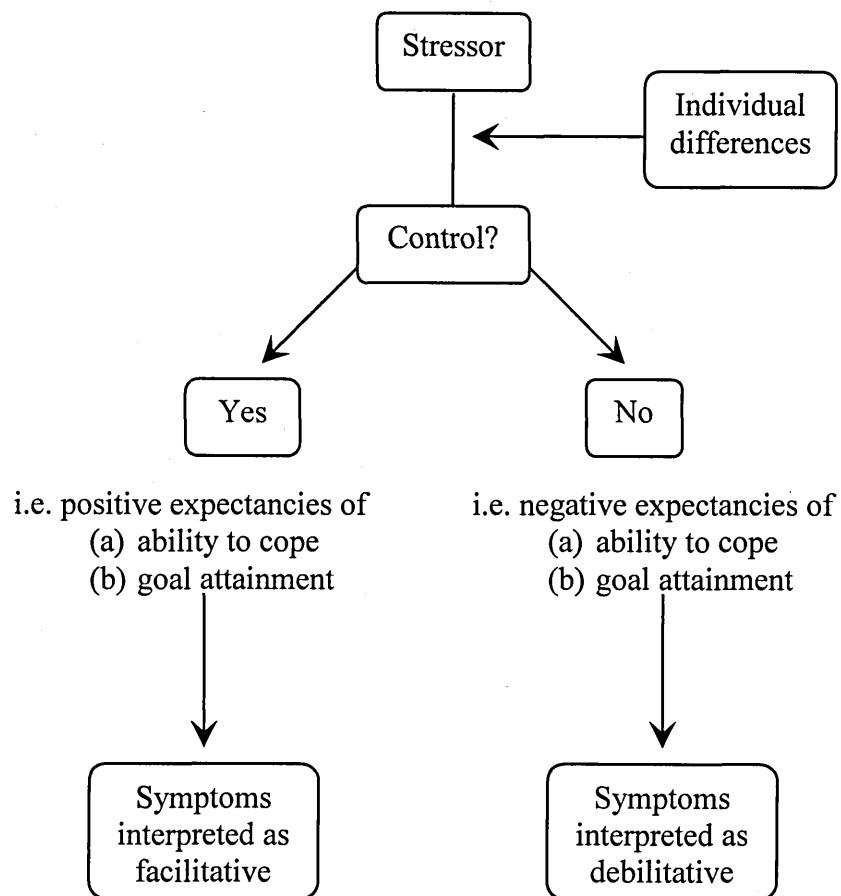 Stressor
Individual
differences
Control?
Yes
No
i.e. positive expectancies of
(a) ability to cope
(b) goal attainment
i.e. negative expectancies of
(a) ability to cope
(b) goal attainment
Symptoms
interpreted as
facilitative
Symptoms
interpreted as
debilitative